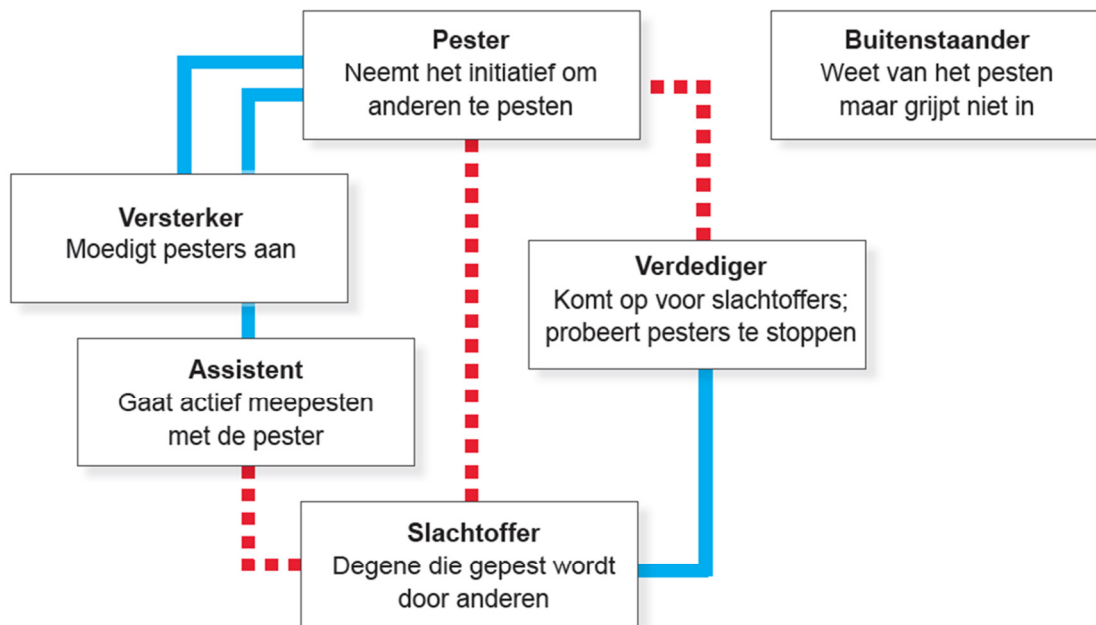 Pester
Neemt het initiatief om
anderen te pesten
Buitenstaander
Weet van het pesten
maar grijpt niet in
Versterker
Moedigt pesters aan
Verdediger
Komt op voor slachtoffers;
probeert pesters te stoppen
Assistent
Gaat actief meepesten
met de pester
Slachtoffer
Degene die gepest wordt
door anderen